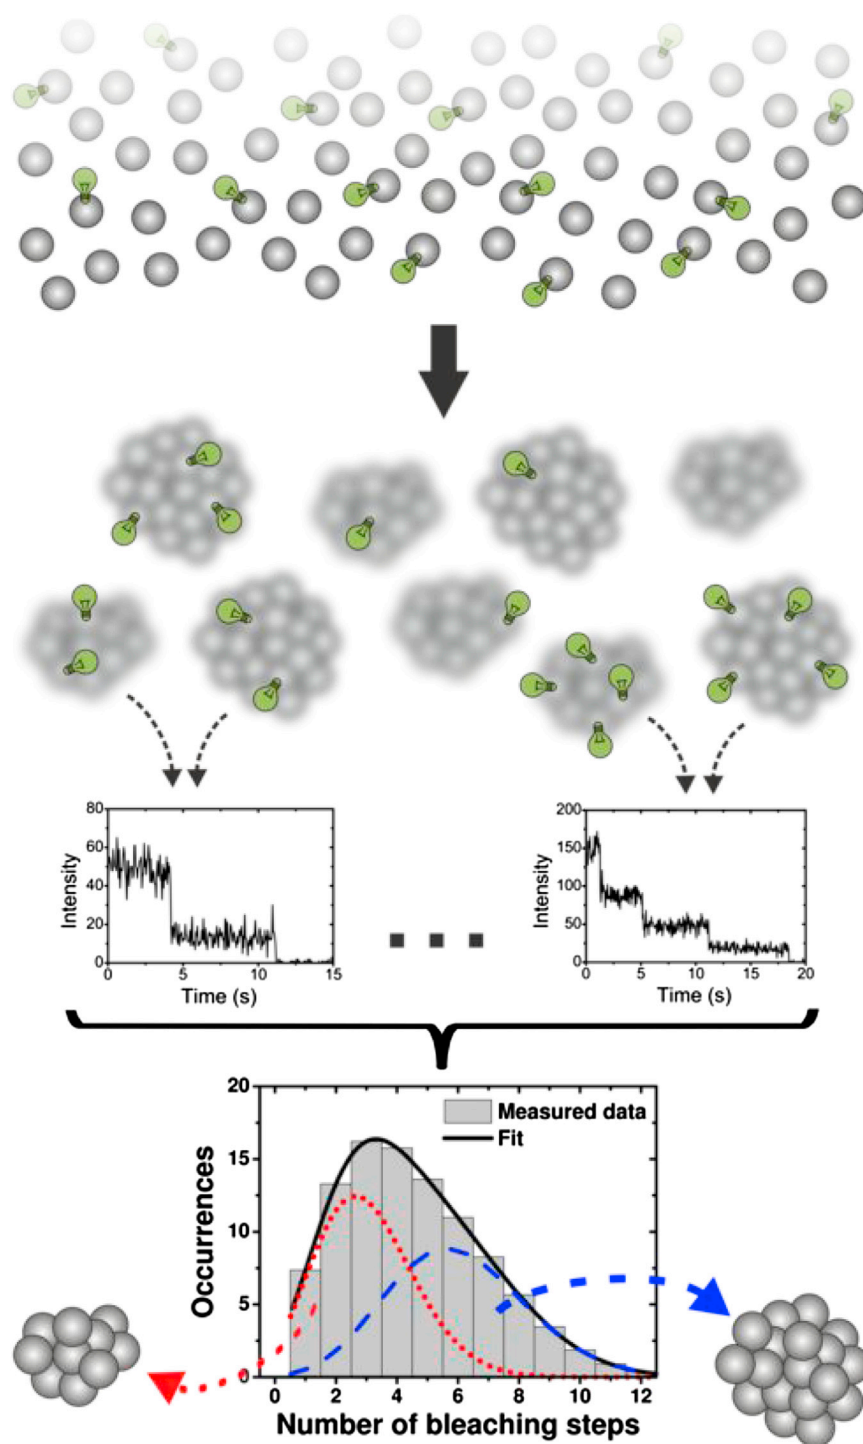 80
60
40
20
0
Intensity
0 5 10 15
Time (s)
200
150
100
50
0
Intensity
0 5 10 15 20
Time (s)
20
15
10
5
0
Occurrences
Measured data
Fit
0 2 4 6 8 10 12
Number of bleaching steps